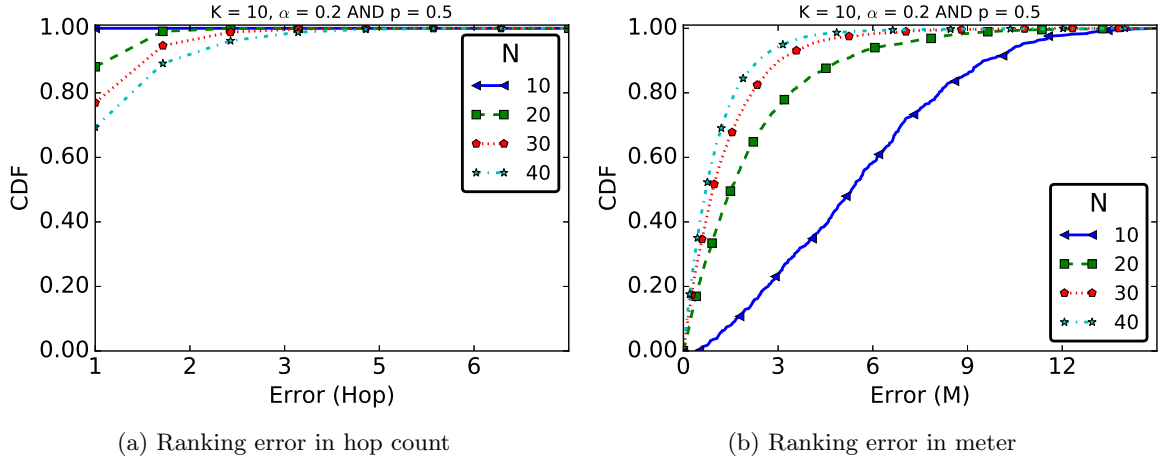 K = 10, α = 0.2 AND p = 0.5
1.00
0.80
0.60
0.40
0.20
0.00
CDF
N
10
20
30
40
1 2 3 5 6
Error (Hop)
(a) Ranking error in hop count
K = 10, α = 0.2 AND p = 0.5
1.00
0.80
0.60
0.40
0.20
0.00
CDF
N
10
20
30
40
0 3 6 9 12
Error (M)
(b) Ranking error in meter